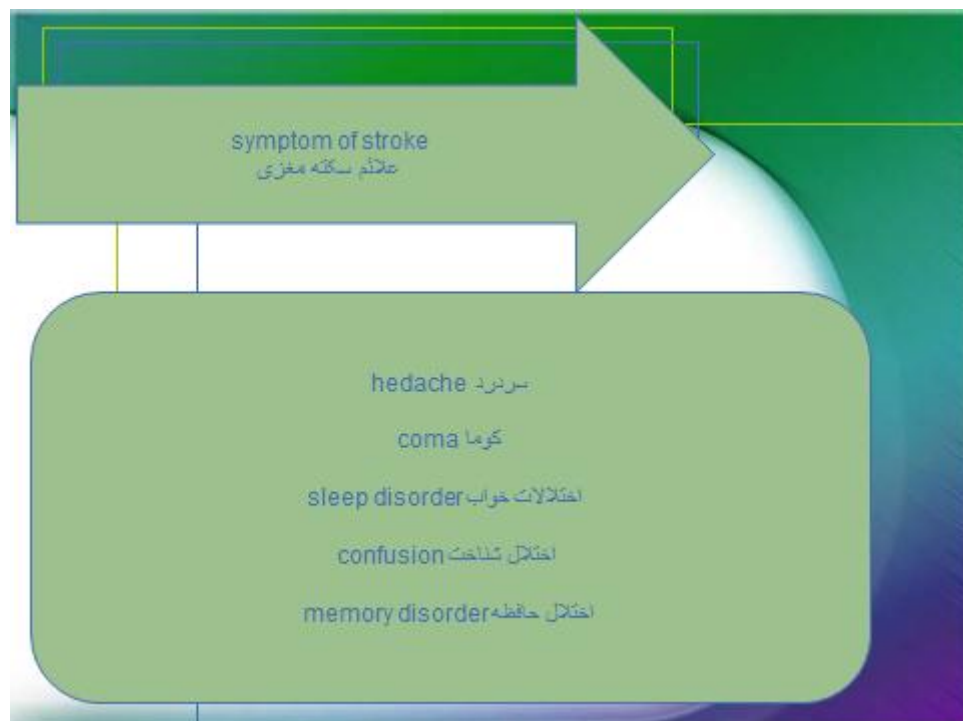 symptom of stroke
علائم سکته مغزی
hedache سردرد
coma کوما
sleep disorder اختلالات خواب
confusion اختلال شناخت
memory disorder اختلال حافظه